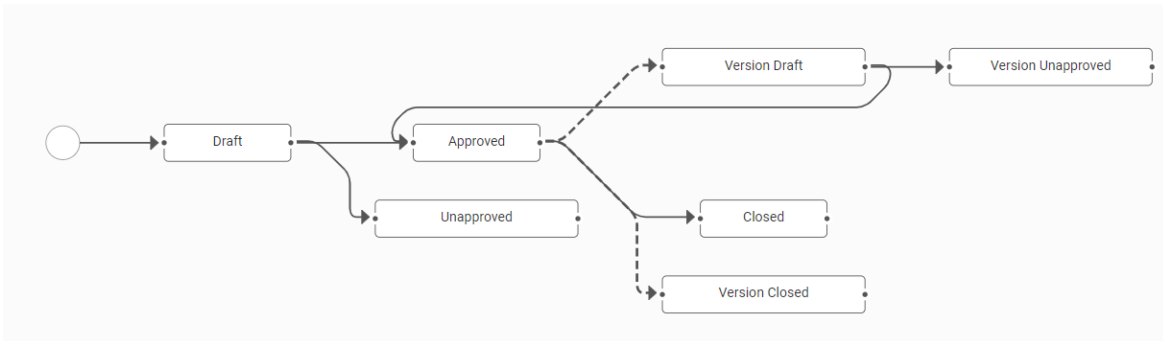 Version Draft
Version Unapproved
Draft
Approved
Unapproved
Closed
Version Closed